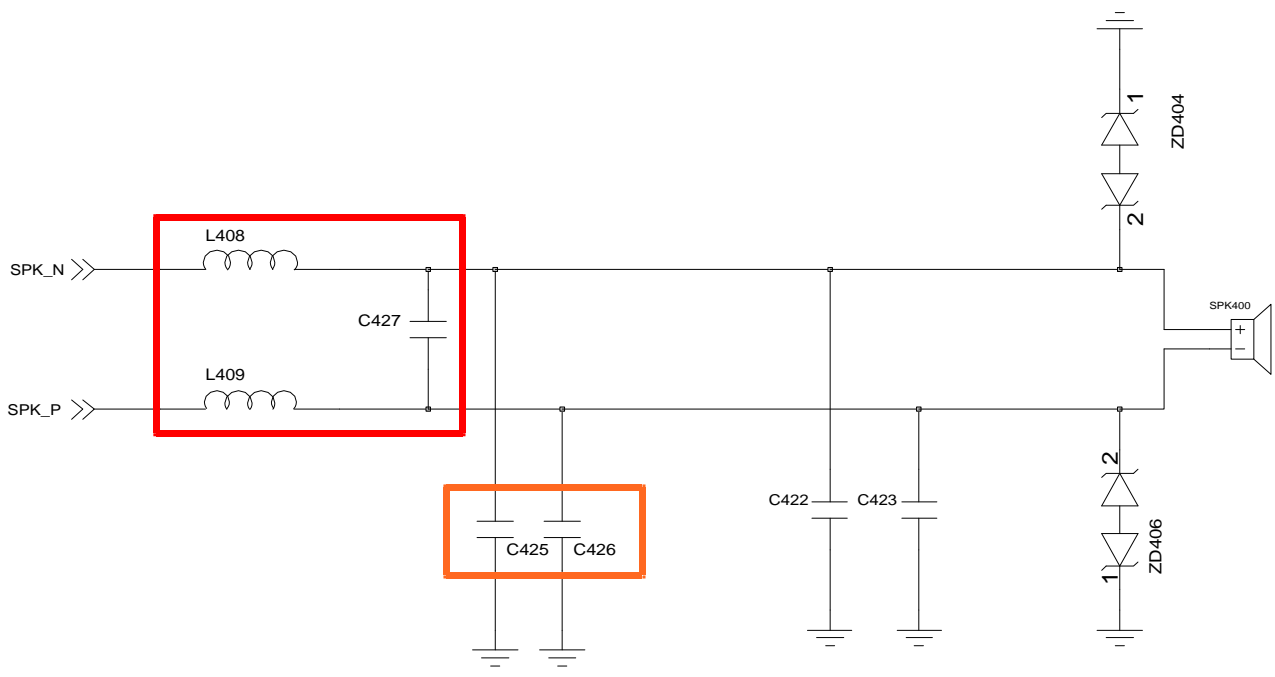 1
ZD404
2
L408
SPK_N
SPK400
+
C427
−
L409
SPK_P
2
C422
C423
C425
C426
ZD406
1